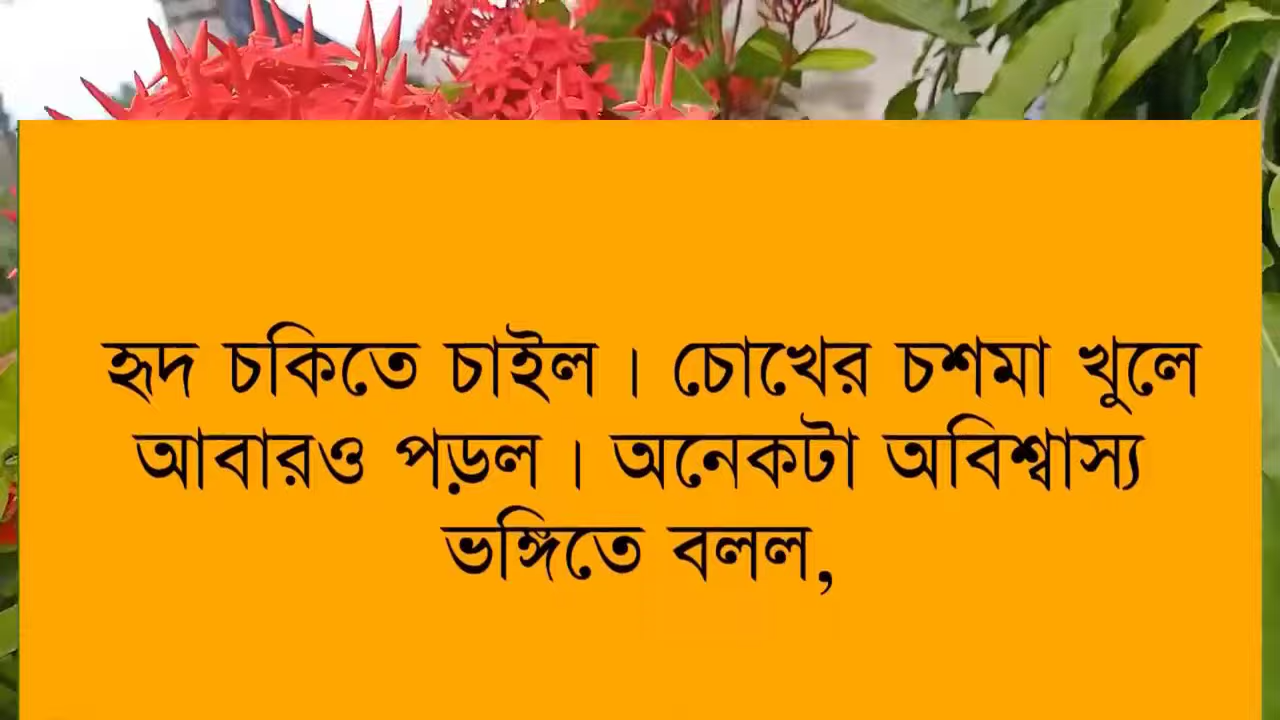 হৃদ চকিতে চাইল। চোখের চশমা খুলে
আবারও পড়ল। অনেকটা অবিশ্বাস্য
ভঙ্গিতে বলল,